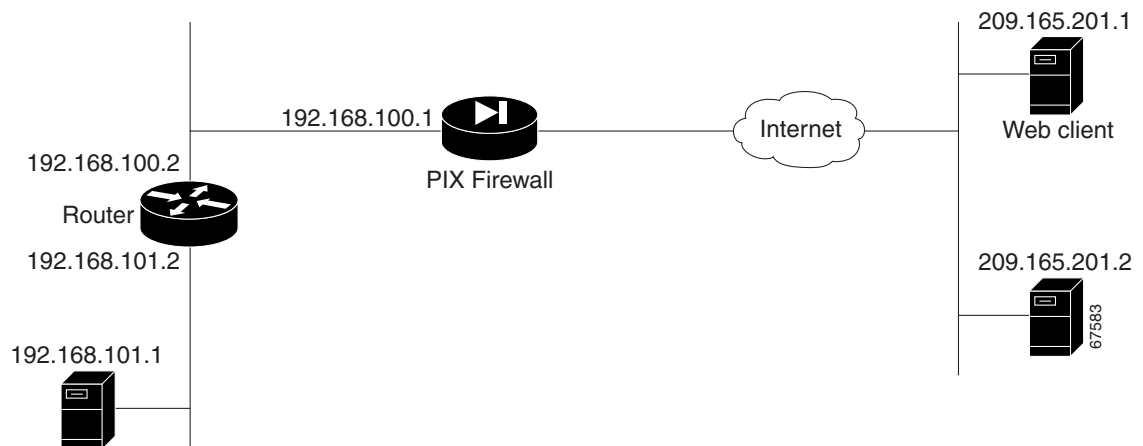 209.165.201.1
192.168.100.1
Internet
Web client
192.168.100.2
PIX Firewall
Router
192.168.101.2
209.165.201.2
67583
192.168.101.1